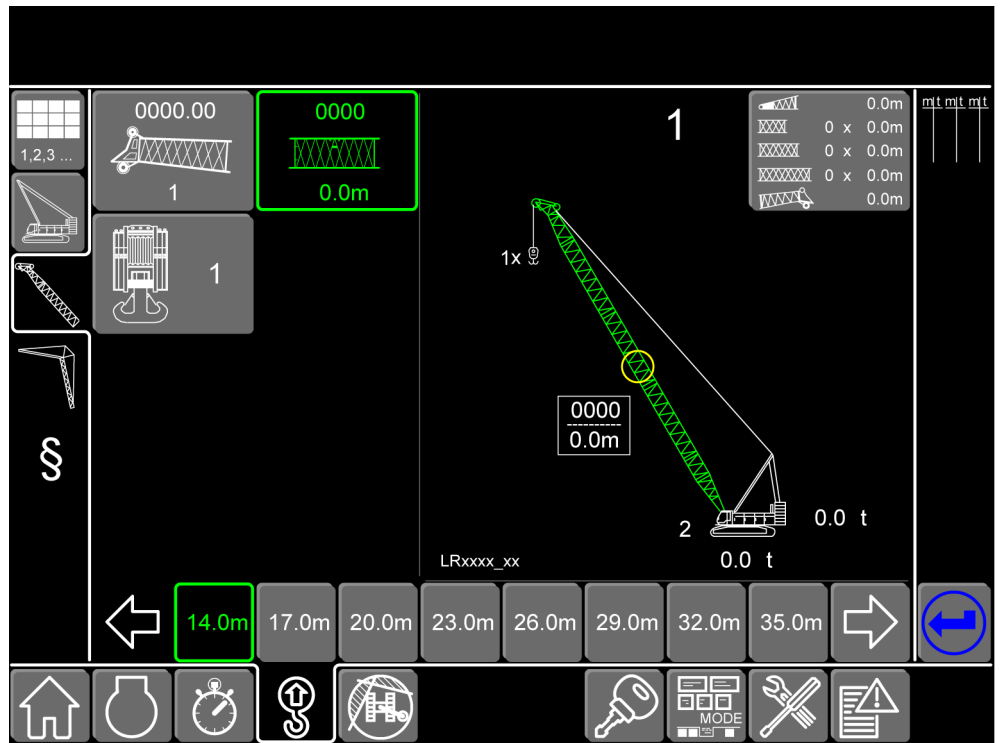 1,2,3 ...
0000.00
1
0000
0.0m
1
§
1
0.0m
0 x 0.0m
0 x 0.0m
0 x 0.0m
0.0m
m|t m|t m|t
1x
0000
0.0m
2
0.0 t
LRxxxx_xx
0.0 t
14.0m 17.0m 20.0m 23.0m 26.0m 29.0m 32.0m 35.0m
MODE